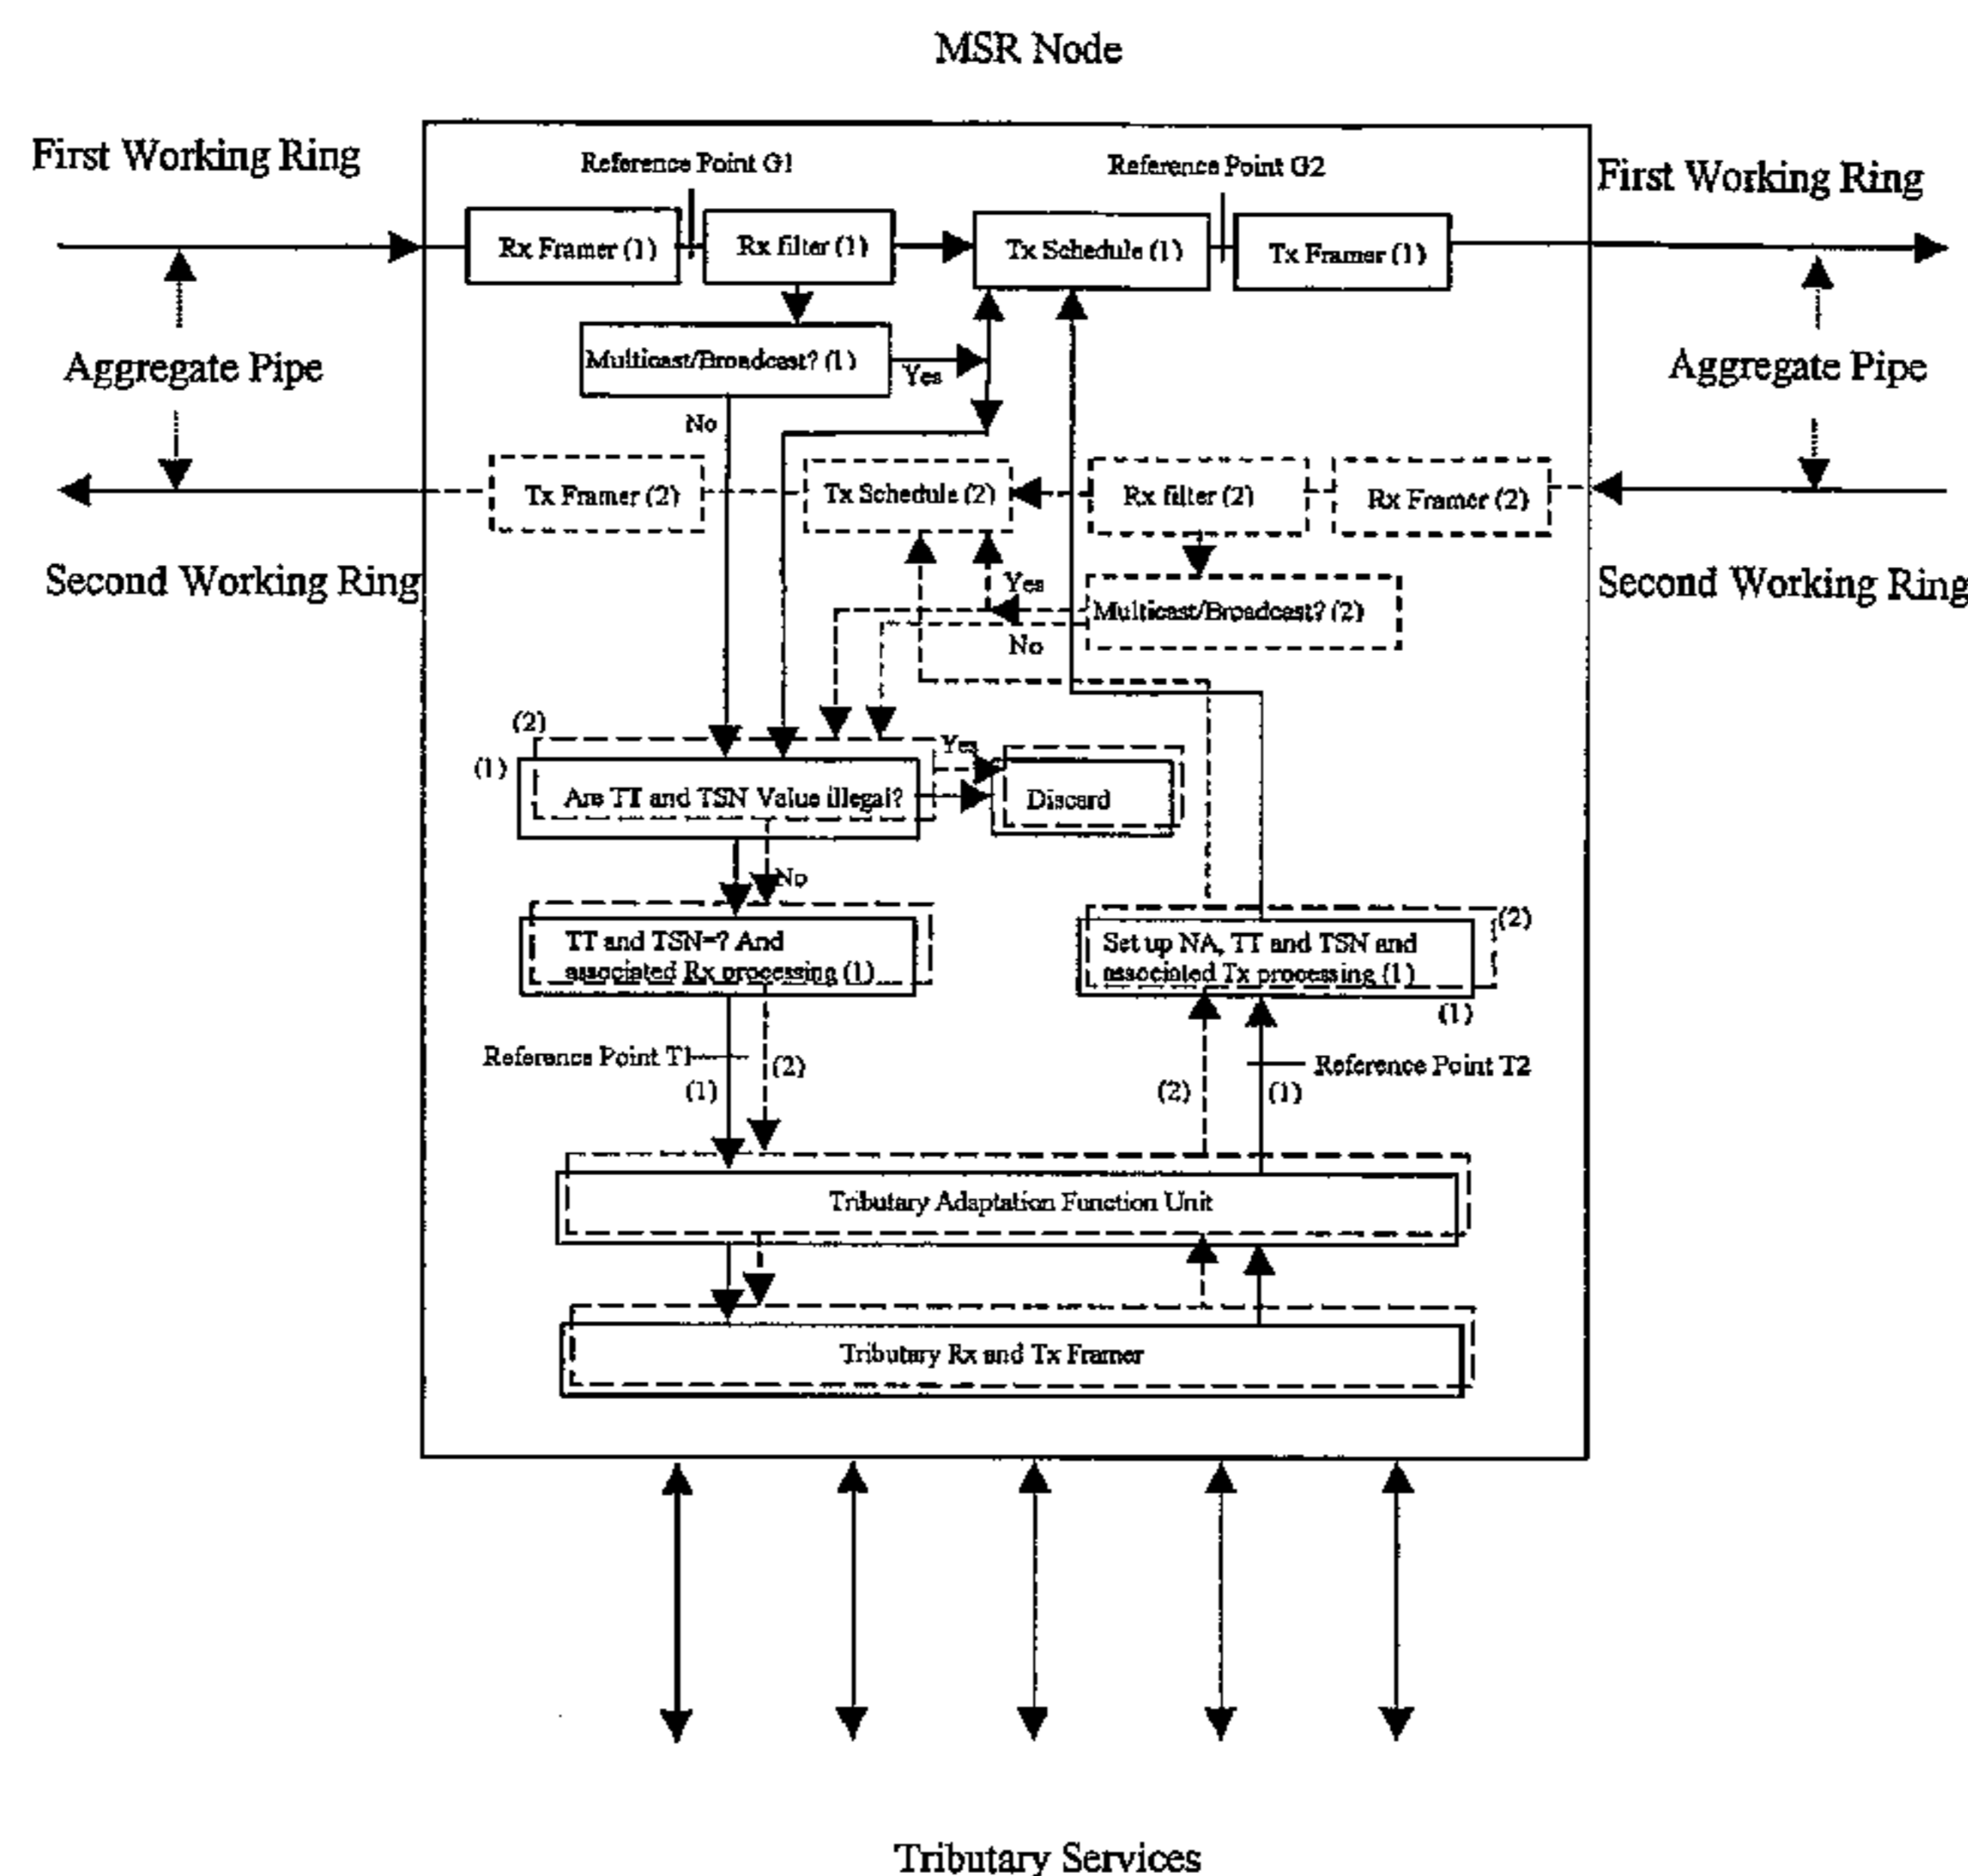 MSR Node
First Working Ring
Reference Point G1
Reference Point G2
First Working Ring
Rx Framer (1)
Rx filter (1)
Tx Schedule (1)
Tx Framer (1)
Aggregate Pipe
Multicast/Broadcast? (1)
Yes
Aggregate Pipe
No
Tx Framer (2)
Tx Schedule (2)
Rx filter (2)
Rx Framer (2)
Second Working Ring
Yes
Multicast/Broadcast? (2)
No
Second Working Ring
(2)
Yes
(1)
Are TT and TSN Value illegal?
Discard
No
TT and TSN=? And
associated Rx processing (1)
Set up NA, TT and TSN and
associated Tx processing (1)
(2)
(1)
Reference Point T1
(2)
(1)
Reference Point T2
(2)
(1)
Tributary Adaptation Function Unit
Tributary Rx and Tx Framer
Tributary Services